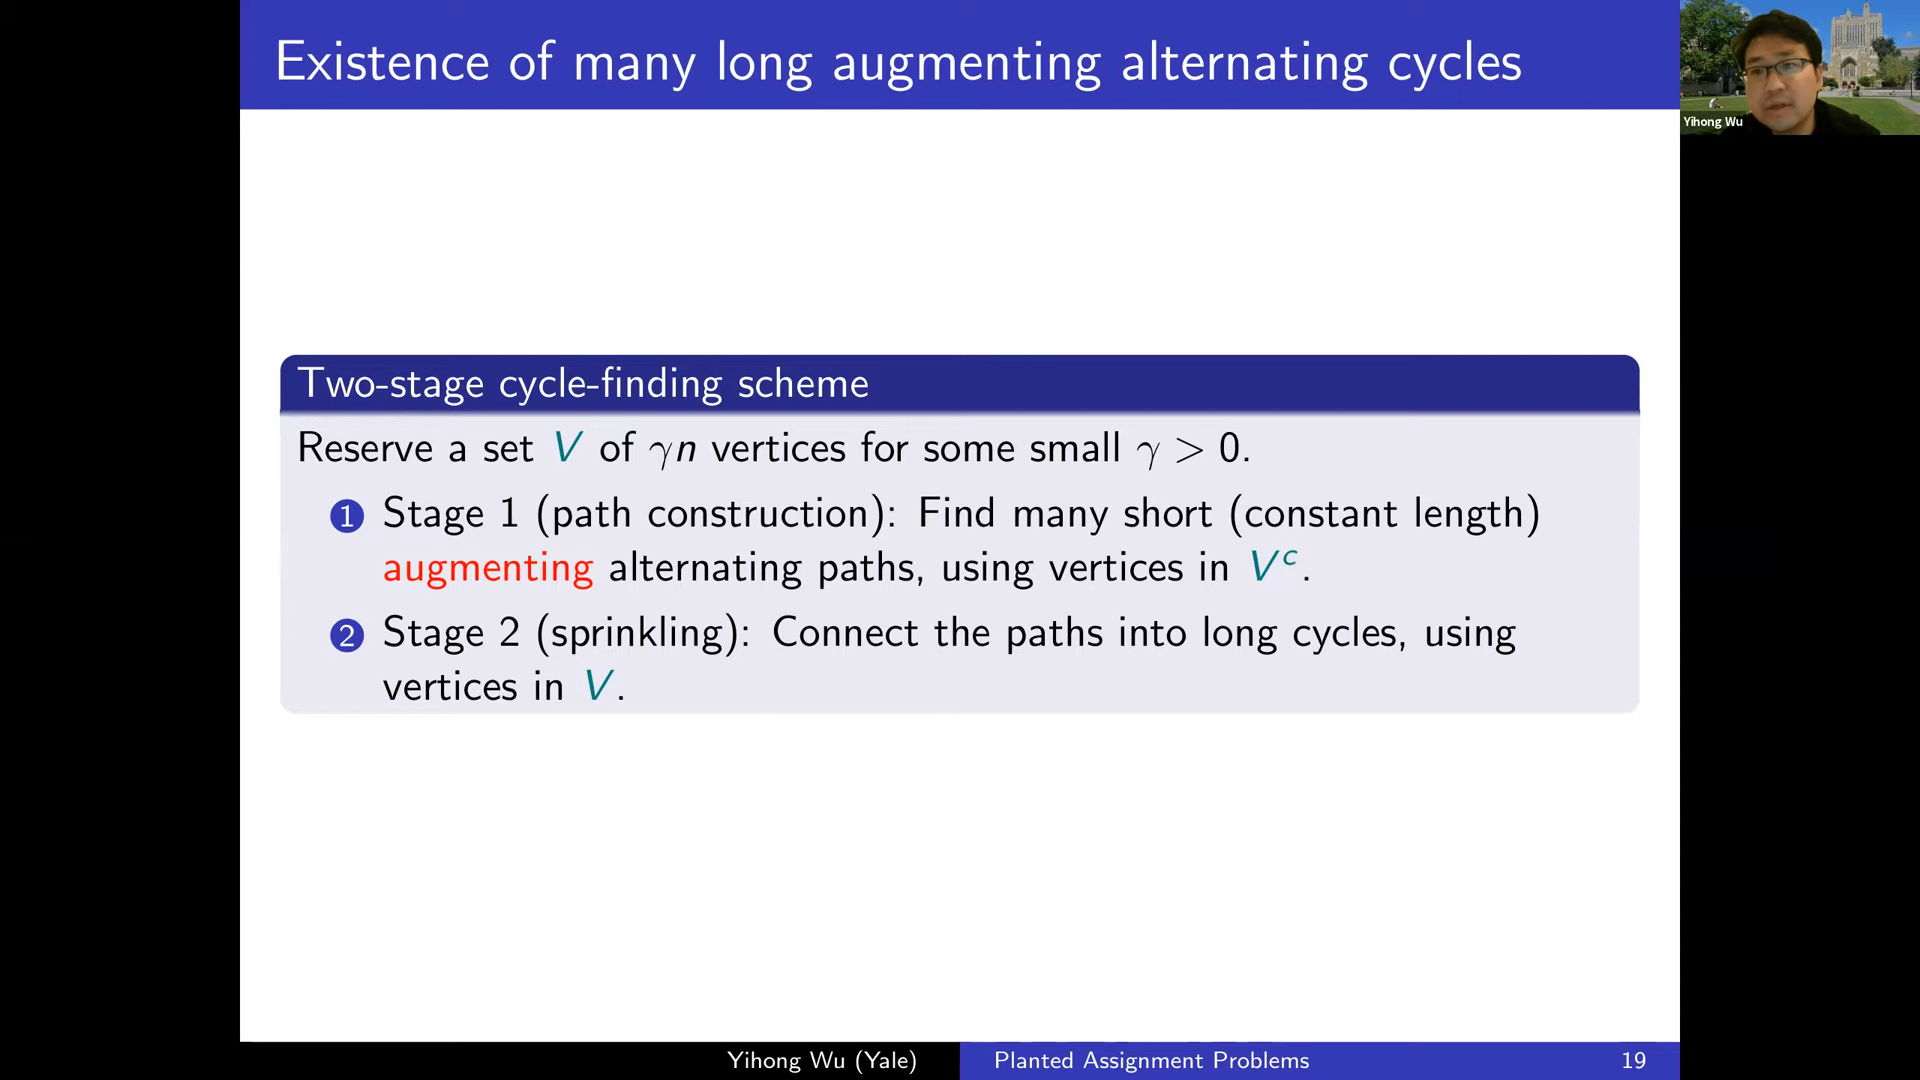 Existence of many long augmenting alternating cycles
Yihong Wu
Two-stage cycle-finding scheme
Reserve a set V of γn vertices for some small γ > 0.
1 Stage 1 (path construction): Find many short (constant length)
augmenting alternating paths, using vertices in Vᶜ.
2 Stage 2 (sprinkling): Connect the paths into long cycles, using
vertices in V.
Yihong Wu (Yale)
Planted Assignment Problems
19